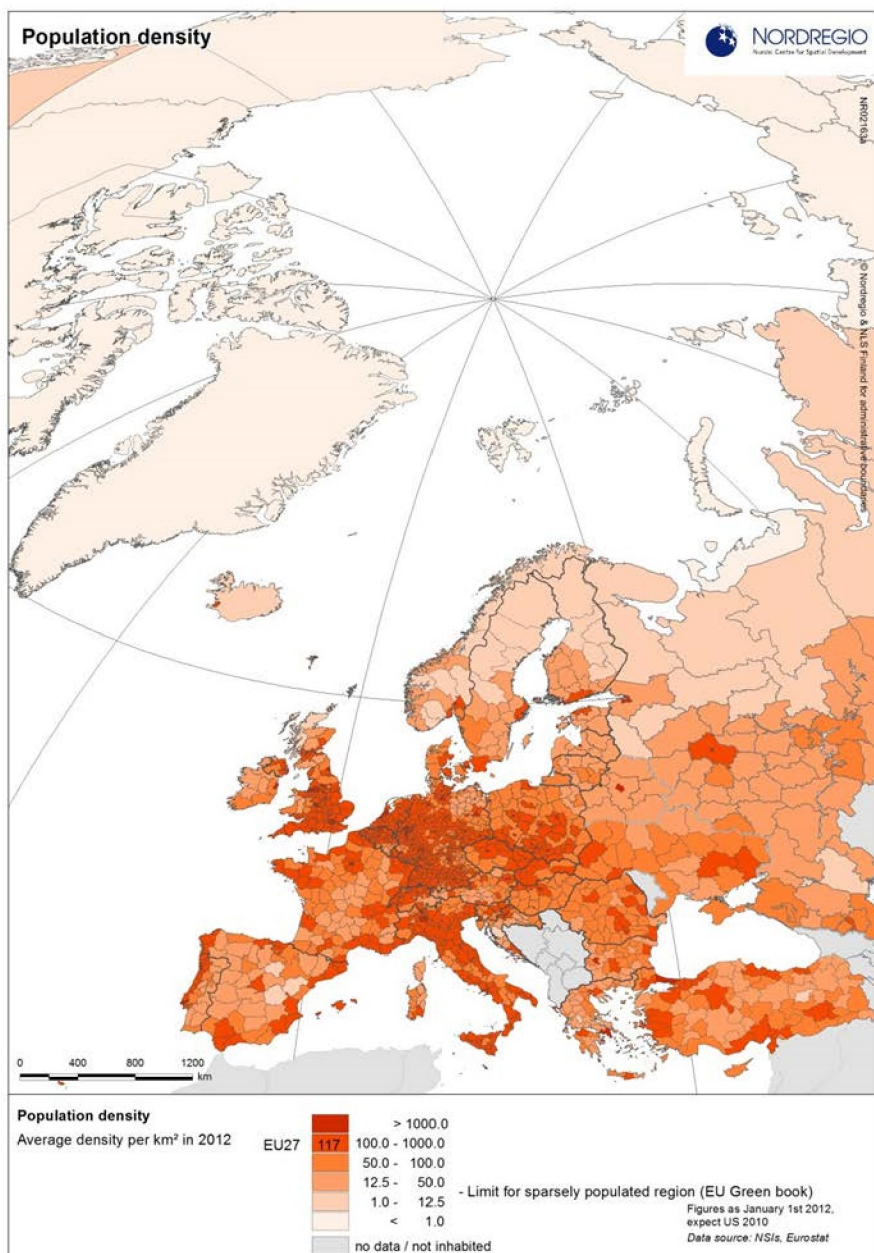 Population density
NORDREGIO
Nordic Centre for Spatial Development
NR02163a
© Nordregio & NLS Finland for administrative boundaries
0 400 800 1200
km
Population density
Average density per km² in 2012
EU27 117
> 1000.0
100.0 - 1000.0
50.0 - 100.0
12.5 - 50.0
1.0 - 12.5
< 1.0
no data / not inhabited
- Limit for sparsely populated region (EU Green book)
Figures as January 1st 2012,
expect US 2010
Data source: NSIs, Eurostat